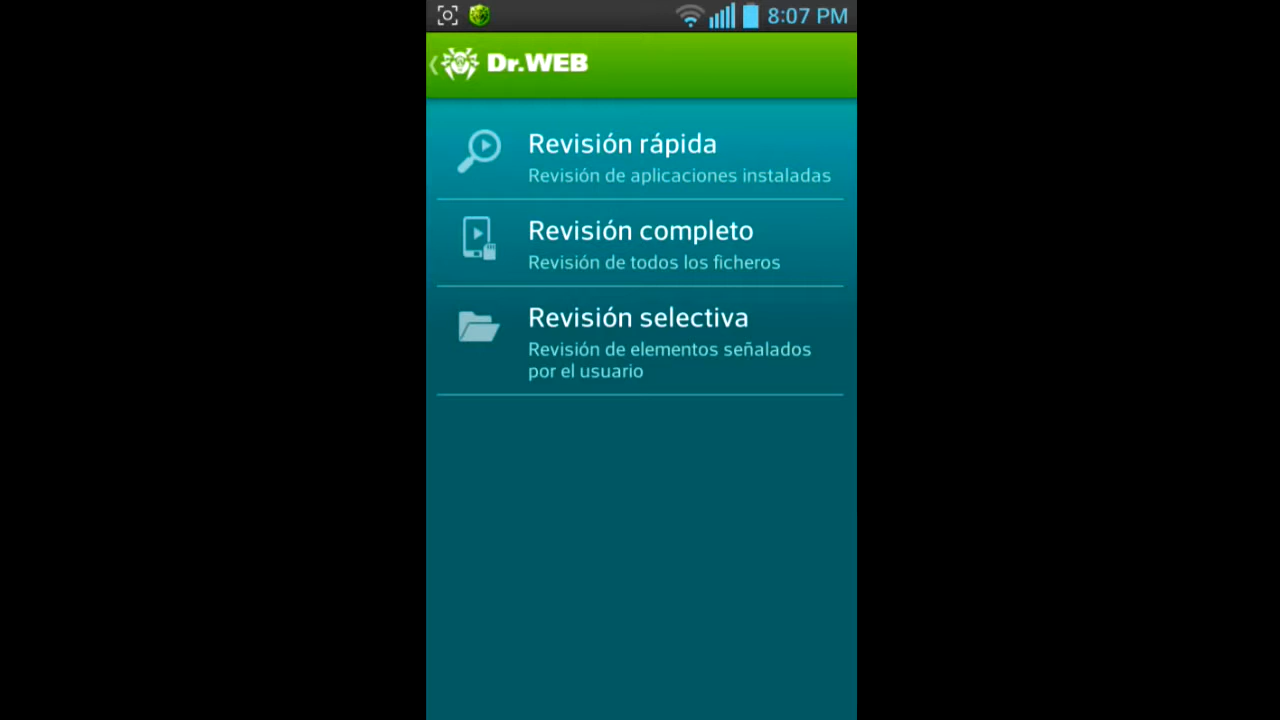 8:07 PM
Dr.WEB
Revisión rápida
Revisión de aplicaciones instaladas
Revisión completo
Revisión de todos los ficheros
Revisión selectiva
Revisión de elementos señalados
por el usuario